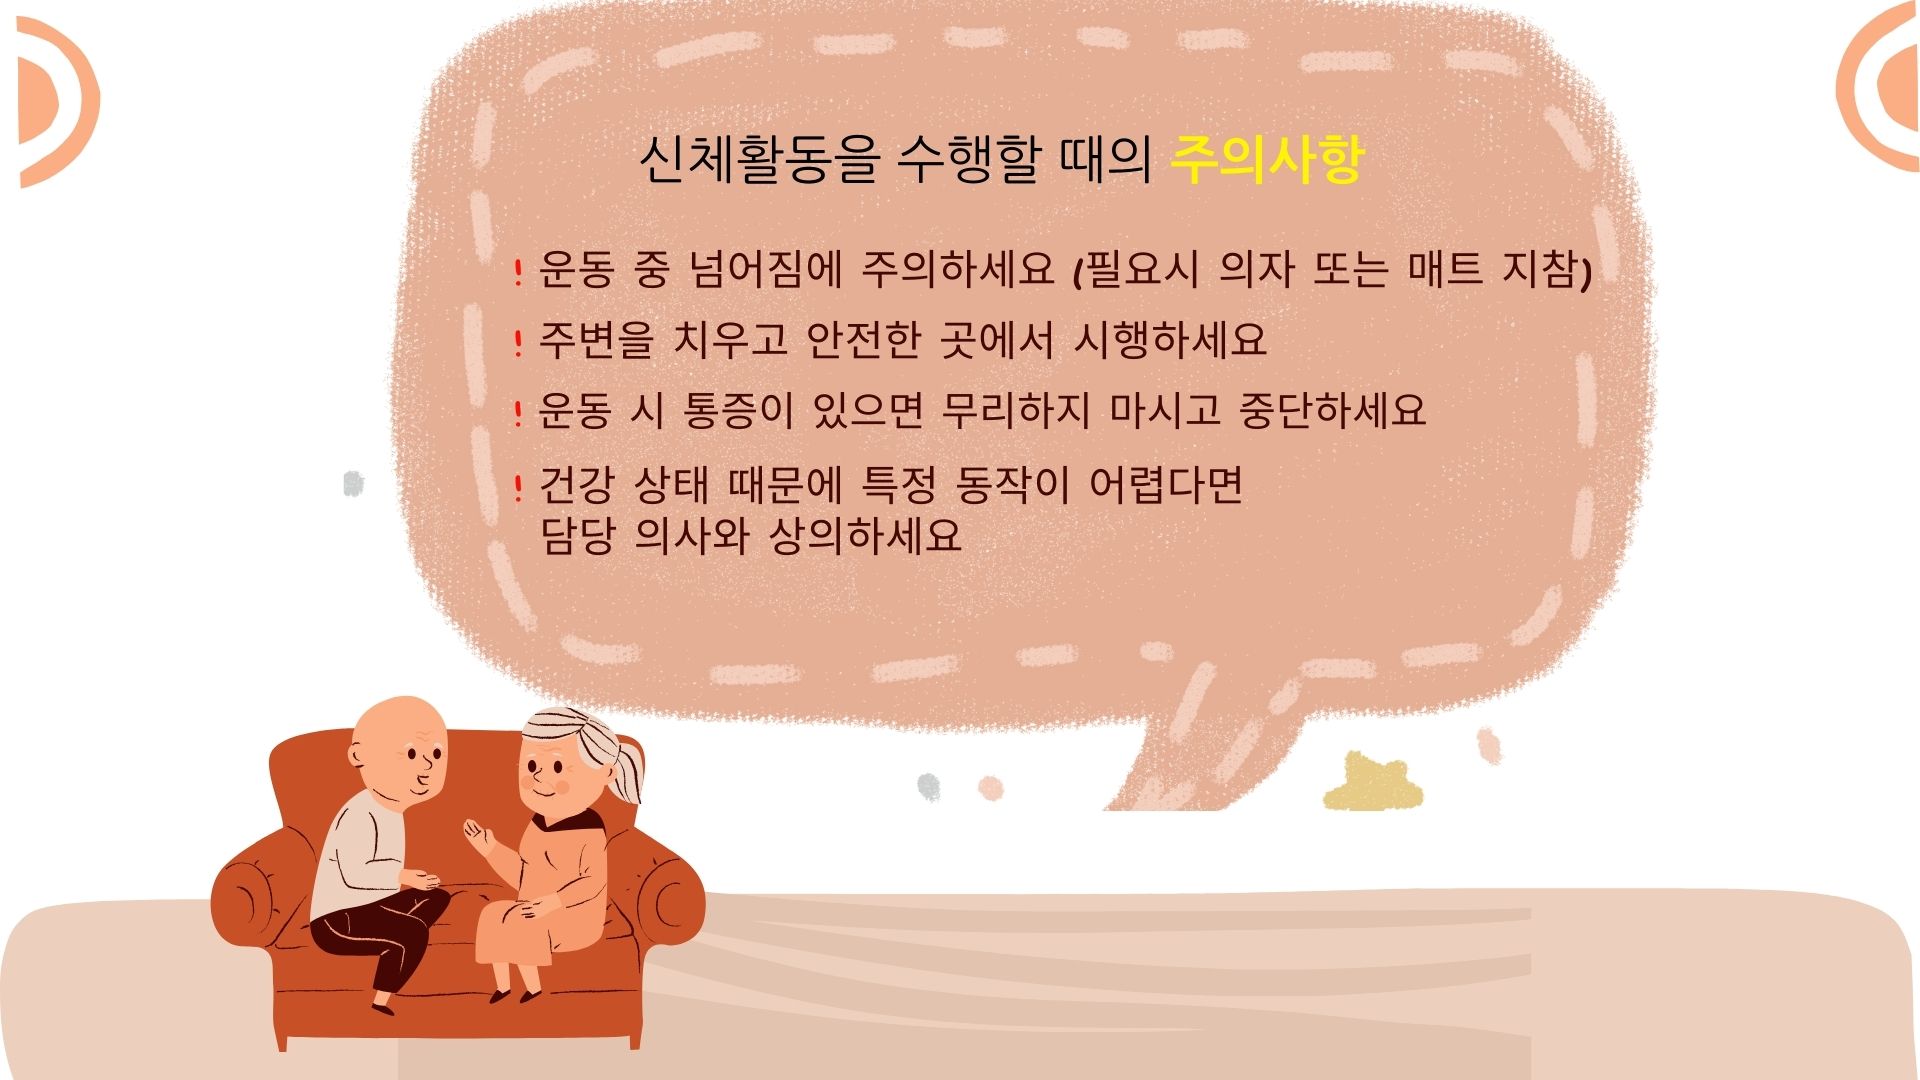 신체활동을 수행할 때의 주의사항
! 운동 중 넘어짐에 주의하세요 (필요시 의자 또는 매트 지참)
! 주변을 치우고 안전한 곳에서 시행하세요
! 운동 시 통증이 있으면 무리하지 마시고 중단하세요
! 건강 상태 때문에 특정 동작이 어렵다면
담당 의사와 상의하세요